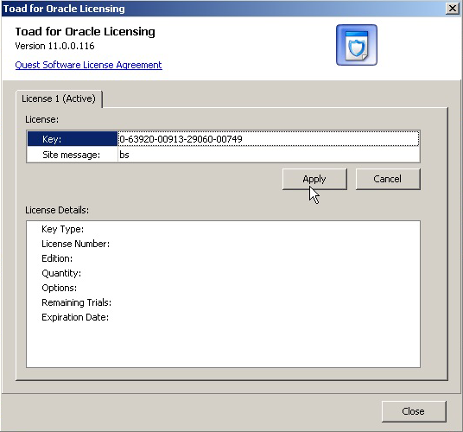 Toad for Oracle Licensing
Toad for Oracle Licensing
Version 11.0.0.116
Quest Software License Agreement
License 1 (Active)
License:
Key: 0-63920-00913-29060-00749
Site message: bs
Apply Cancel
License Details:
Key Type:
License Number:
Edition:
Quantity:
Options:
Remaining Trials:
Expiration Date:
Close